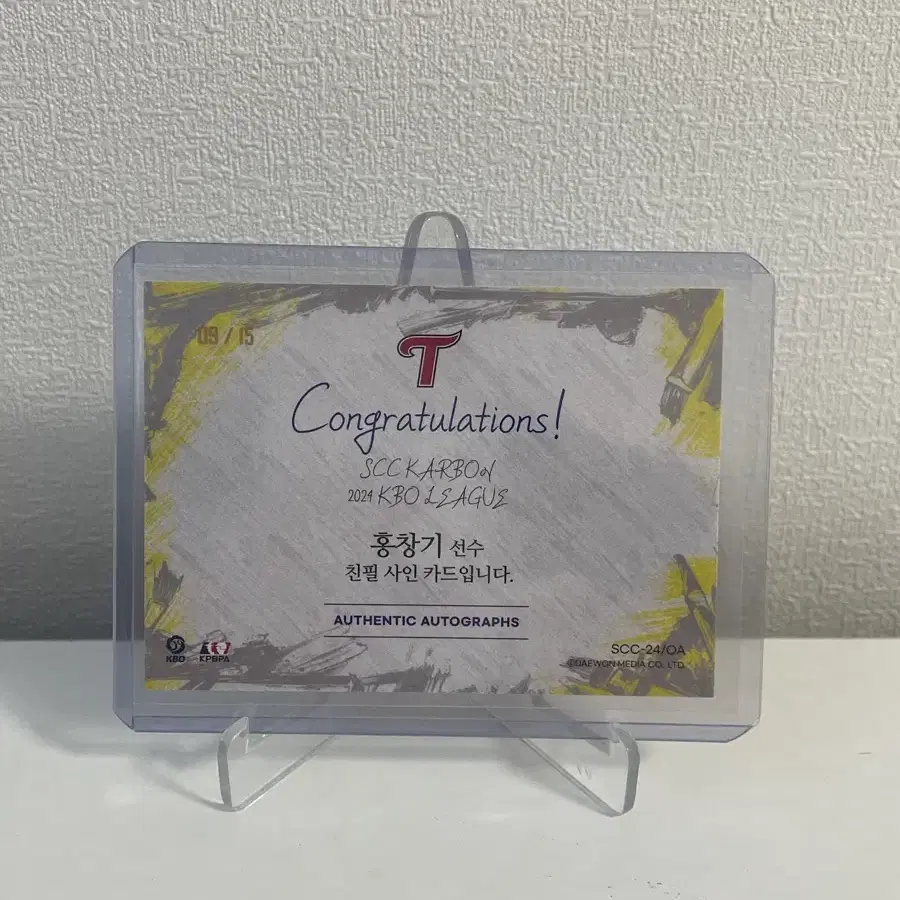 09 / 15
T
Congratulations!
SCC KARBON
2024 KBO LEAGUE
홍창기 선수
친필 사인 카드입니다.
AUTHENTIC AUTOGRAPHS
KBO
KPBPA
SCC-24/OA
©DAEWON MEDIA CO., LTD.